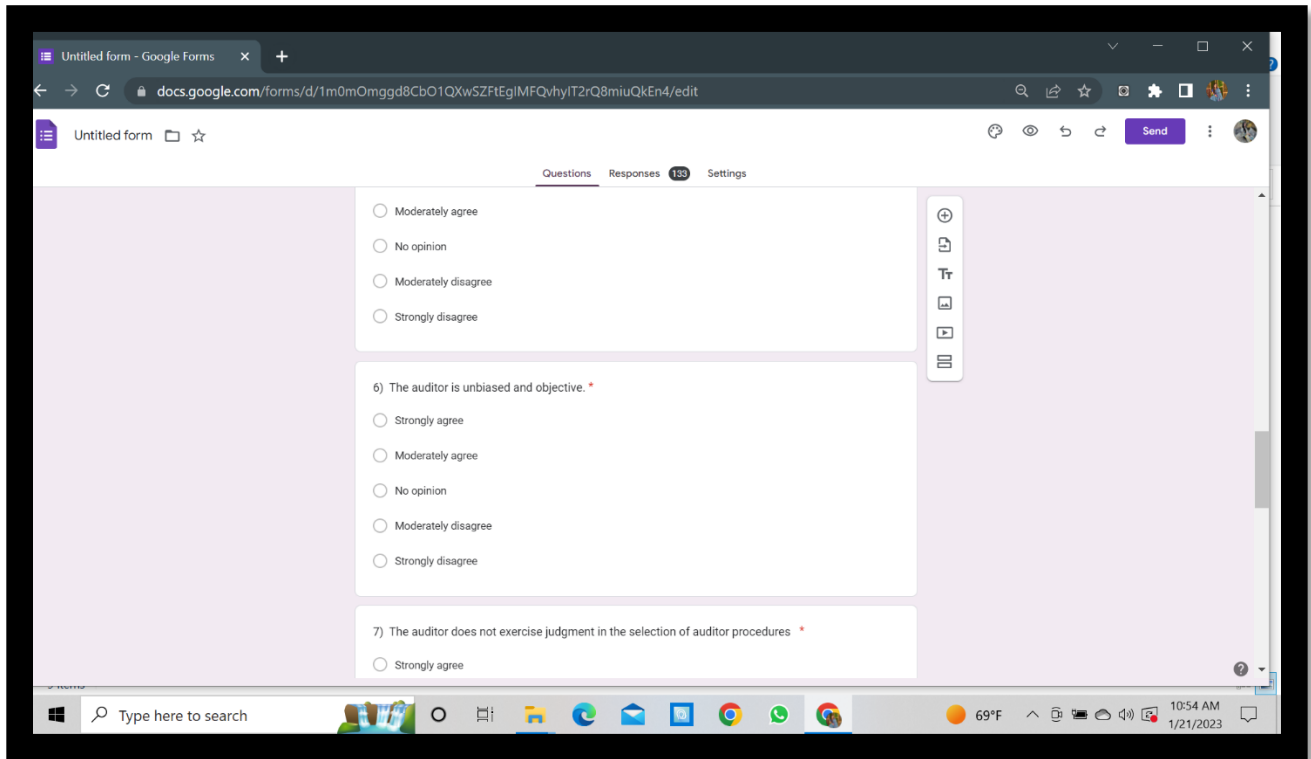 Untitled form - Google Forms
docs.google.com/forms/d/1m0mOmggd8CbO1QXwSZFtEgIMFQvhyIT2rQ8miuQkEn4/edit
Untitled form
Send
Questions Responses 133 Settings
Moderately agree
No opinion
Moderately disagree
Strongly disagree
6) The auditor is unbiased and objective. *
Strongly agree
Moderately agree
No opinion
Moderately disagree
Strongly disagree
7) The auditor does not exercise judgment in the selection of auditor procedures *
Strongly agree
Type here to search
69°F
10:54 AM
1/21/2023